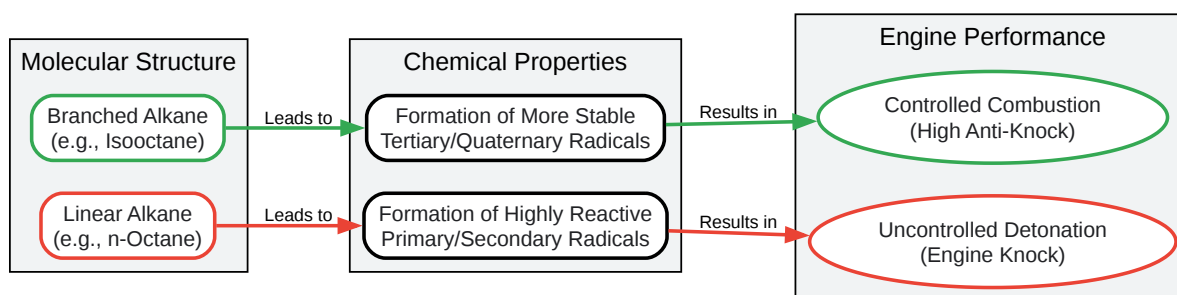 Molecular Structure
Branched Alkane
(e.g., Isooctane)
Linear Alkane
(e.g., n-Octane)
Leads to
Leads to
Chemical Properties
Formation of More Stable
Tertiary/Quaternary Radicals
Formation of Highly Reactive
Primary/Secondary Radicals
Results in
Results in
Engine Performance
Controlled Combustion
(High Anti-Knock)
Uncontrolled Detonation
(Engine Knock)